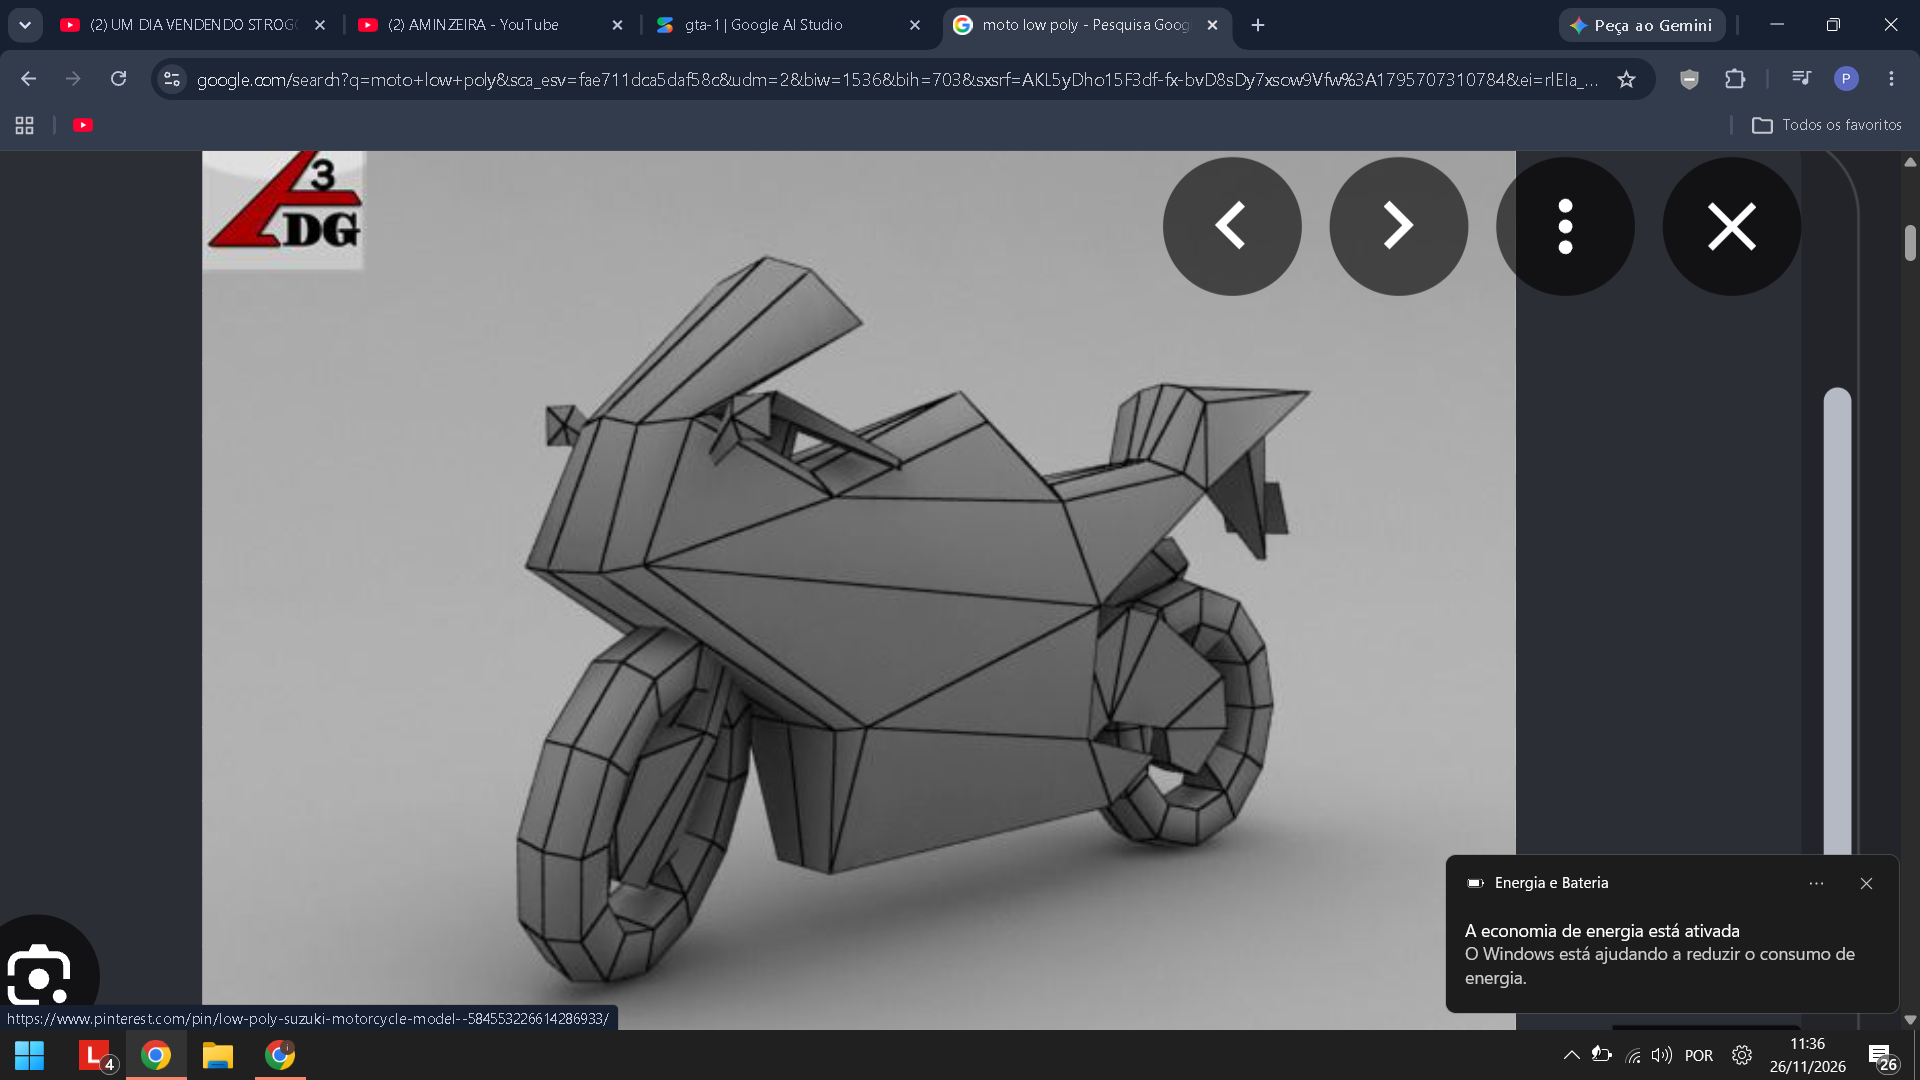 (2) UM DIA VENDENDO STROGO
(2) AMINZEIRA - YouTube
gta-1 | Google AI Studio
moto low poly - Pesquisa Goog
Peça ao Gemini
google.com/search?q=moto+low+poly&sca_esv=fae711dca5daf58c&udm=2&biw=1536&bih=703&sxsrf=AKL5yDho15F3df-fx-bvD8sDy7xsow9Vfw%3A1795707310784&ei=rlEIa_...
P
Todos os favoritos
3
DG
Energia e Bateria
A economia de energia está ativada
O Windows está ajudando a reduzir o consumo de
energia.
https://www.pinterest.com/pin/low-poly-suzuki-motorcycle-model--584553226614286933/
L
4
POR
11:36
26/11/2026
26